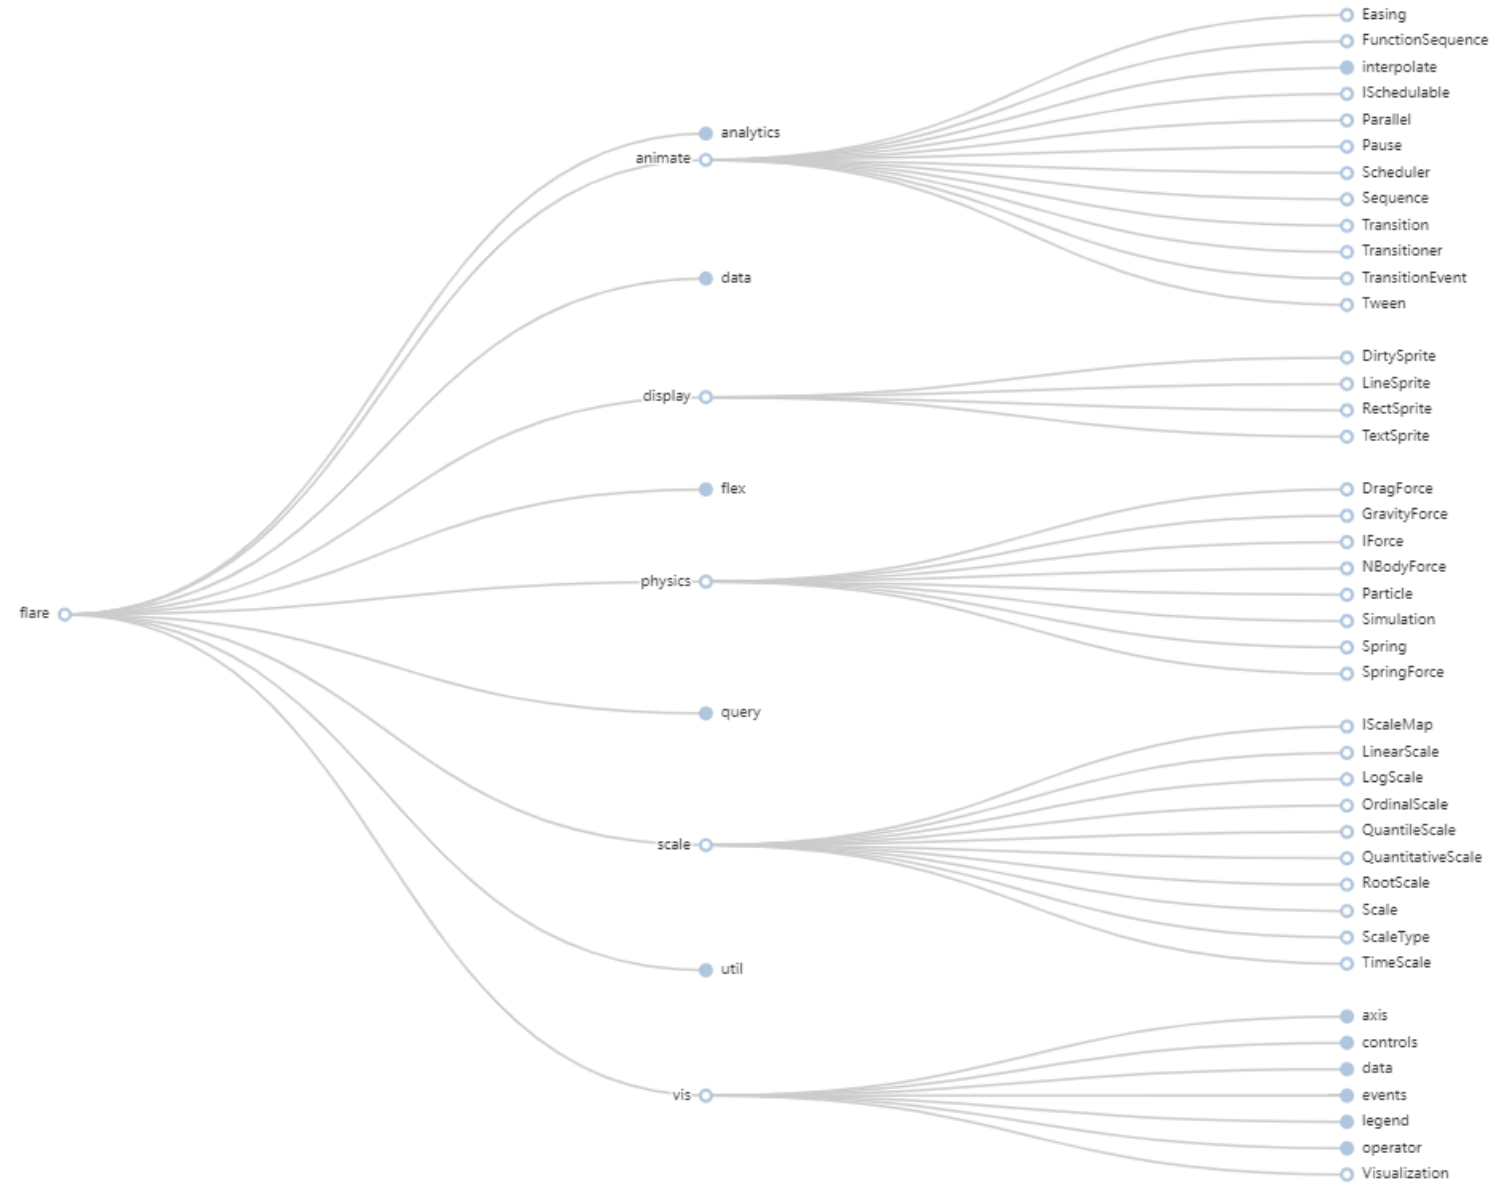 flare
analytics
animate
Easing
FunctionSequence
interpolate
ISchedulable
Parallel
Pause
Scheduler
Sequence
Transition
Transitioner
TransitionEvent
Tween
data
display
DirtySprite
LineSprite
RectSprite
TextSprite
flex
physics
DragForce
GravityForce
IForce
NBodyForce
Particle
Simulation
Spring
SpringForce
query
scale
IScaleMap
LinearScale
LogScale
OrdinalScale
QuantileScale
QuantitativeScale
RootScale
Scale
ScaleType
TimeScale
util
vis
axis
controls
data
events
legend
operator
Visualization